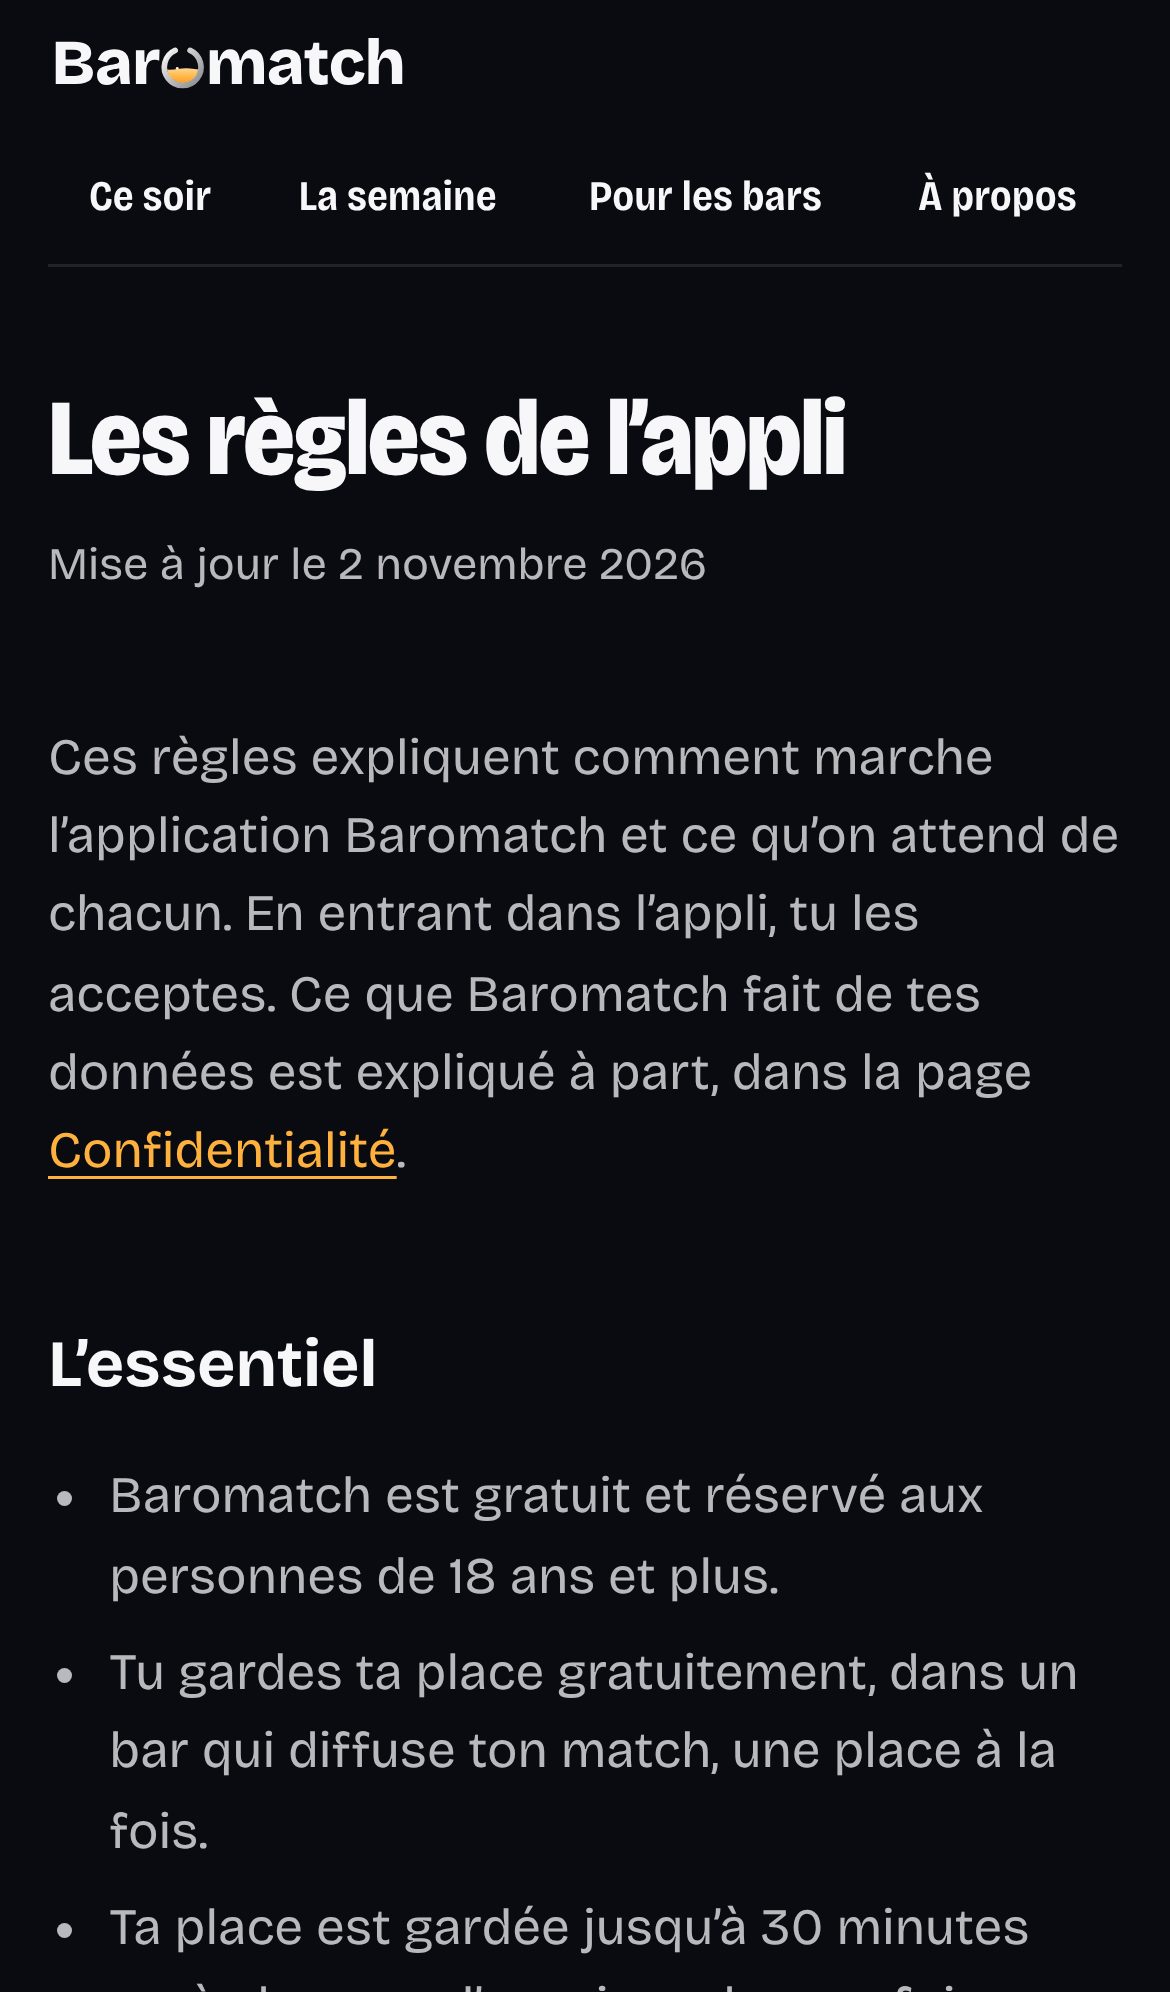 Baromatch
Ce soir La semaine Pour les bars À propos
Les règles de l’appli
Mise à jour le 2 novembre 2026
Ces règles expliquent comment marche
l’application Baromatch et ce qu’on attend de
chacun. En entrant dans l’appli, tu les
acceptes. Ce que Baromatch fait de tes
données est expliqué à part, dans la page
Confidentialité.
L’essentiel
• Baromatch est gratuit et réservé aux
personnes de 18 ans et plus.
• Tu gardes ta place gratuitement, dans un
bar qui diffuse ton match, une place à la
fois.
• Ta place est gardée jusqu’à 30 minutes